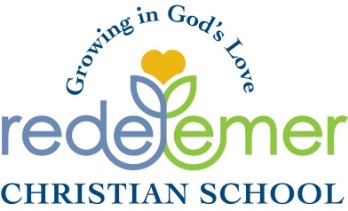 Growing in God's Love
redeemer
CHRISTIAN SCHOOL